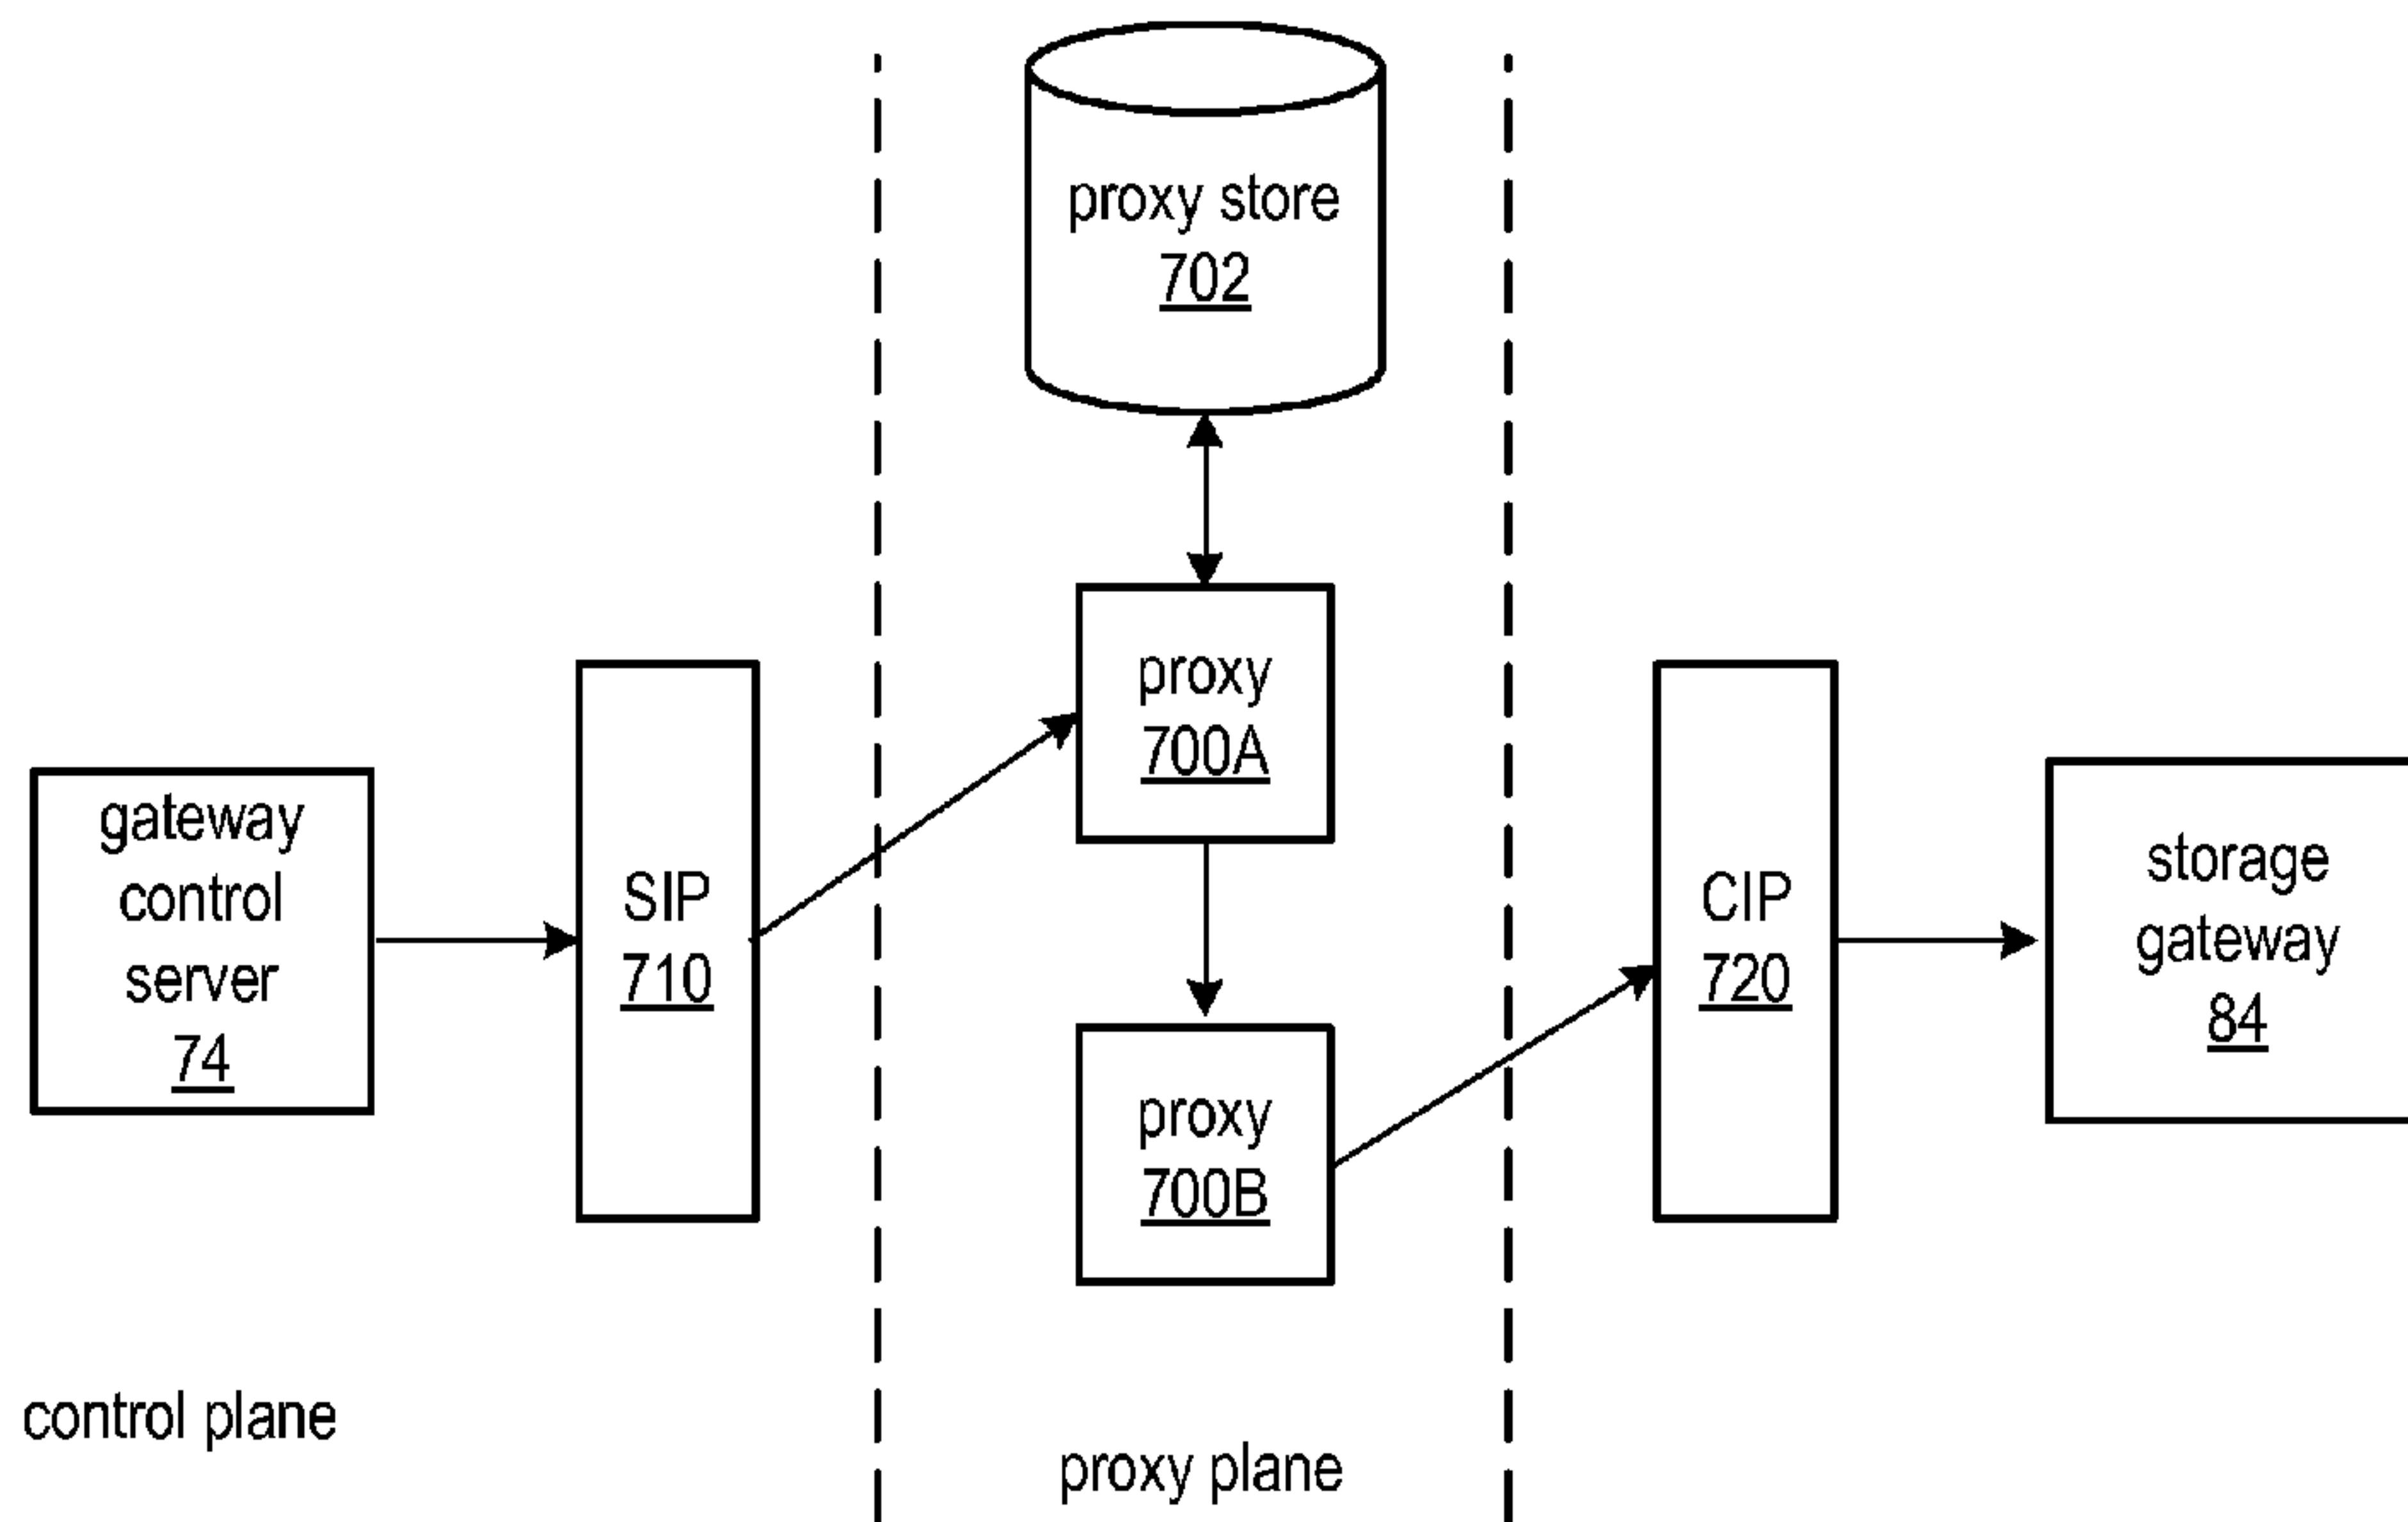 proxy store
702
proxy
700A
gateway
control
server
74
SIP
710
CIP
720
storage
gateway
84
proxy
700B
control plane
proxy plane